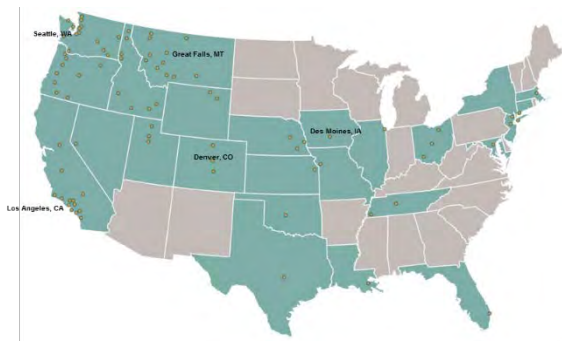 Seattle, WA
Great Falls, MT
Des Moines, IA
Denver, CO
Los Angeles, CA